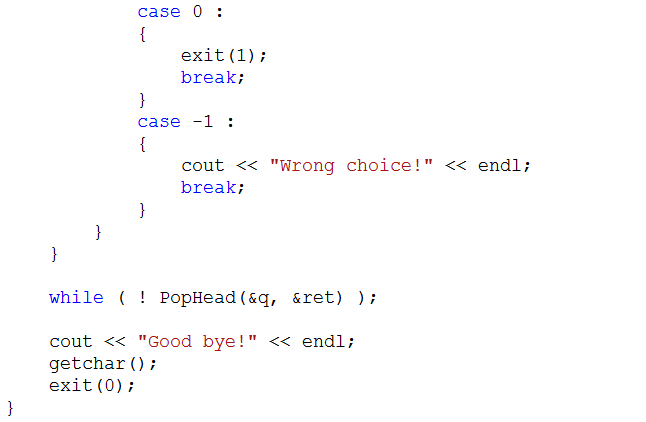 case 0 :
{
exit(1);
break;
}
case -1 :
{
cout << "Wrong choice!" << endl;
break;
}
}
}
while ( ! PopHead(&q, &ret) );
cout << "Good bye!" << endl;
getchar();
exit(0);
}